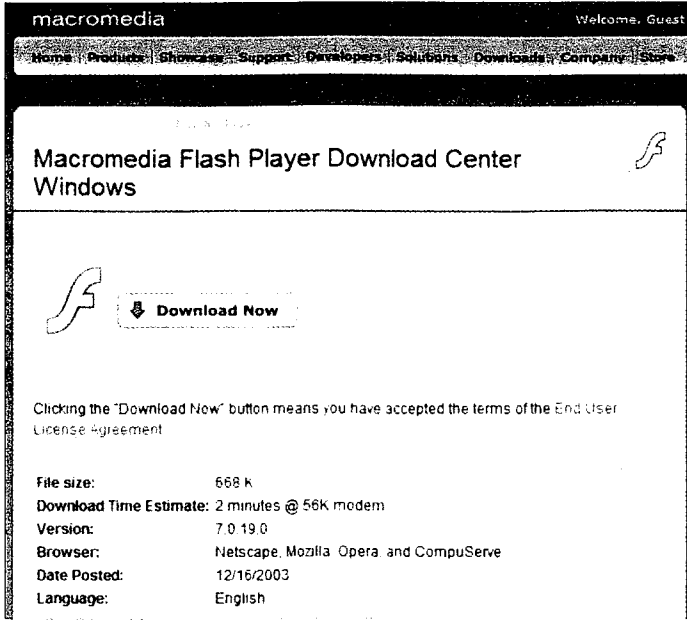 macromedia
Welcome, Guest
Home Products Showcase Support Developers Solutions Downloads Company Store
Macromedia Flash Player Download Center
Windows
Download Now
Clicking the "Download Now" button means you have accepted the terms of the End User
License Agreement
File size: 668 K
Download Time Estimate: 2 minutes @ 56K modem
Version: 7.0.19.0
Browser: Netscape, Mozilla, Opera, and CompuServe
Date Posted: 12/16/2003
Language: English